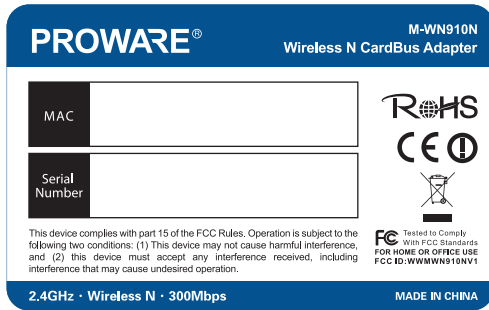 PROWARE®
M-WN910N
Wireless N CardBus Adapter
MAC
Serial
Number
RoHS
CE
This device complies with part 15 of the FCC Rules. Operation is subject to the
following two conditions: (1) This device may not cause harmful interference,
and (2) this device must accept any interference received, including
interference that may cause undesired operation.
FC Tested to Comply
With FCC Standards
FOR HOME OR OFFICE USE
FCC ID:WWMWN910NV1
2.4GHz · Wireless N · 300Mbps
MADE IN CHINA